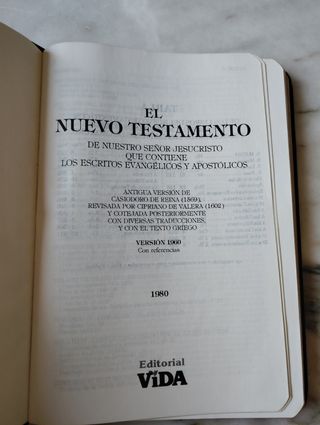 EL
NUEVO TESTAMENTO
DE NUESTRO SEÑOR JESUCRISTO
QUE CONTIENE
LOS ESCRITOS EVANGÉLICOS Y APOSTÓLICOS
ANTIGUA VERSIÓN DE
CASIODORO DE REINA (1569),
REVISADA POR CIPRIANO DE VALERA (1602)
Y COTEJADA POSTERIORMENTE
CON DIVERSAS TRADUCCIONES,
Y CON EL TEXTO GRIEGO
VERSIÓN 1960
Con referencias
1980
Editorial
VIDA